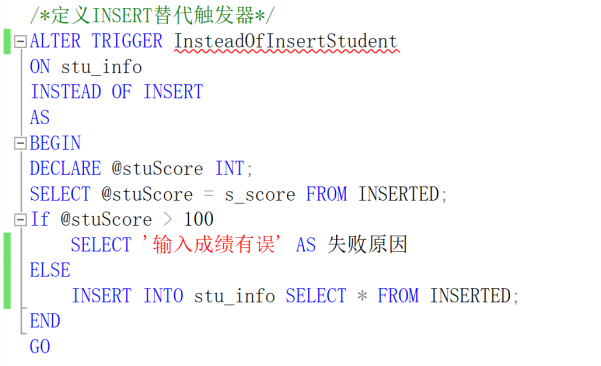 /*定义INSERT替代触发器*/
ALTER TRIGGER InsteadOfInsertStudent
ON stu_info
INSTEAD OF INSERT
AS
BEGIN
DECLARE @stuScore INT;
SELECT @stuScore = s_score FROM INSERTED;
If @stuScore > 100
    SELECT '输入成绩有误' AS 失败原因
ELSE
    INSERT INTO stu_info SELECT * FROM INSERTED;
END
GO